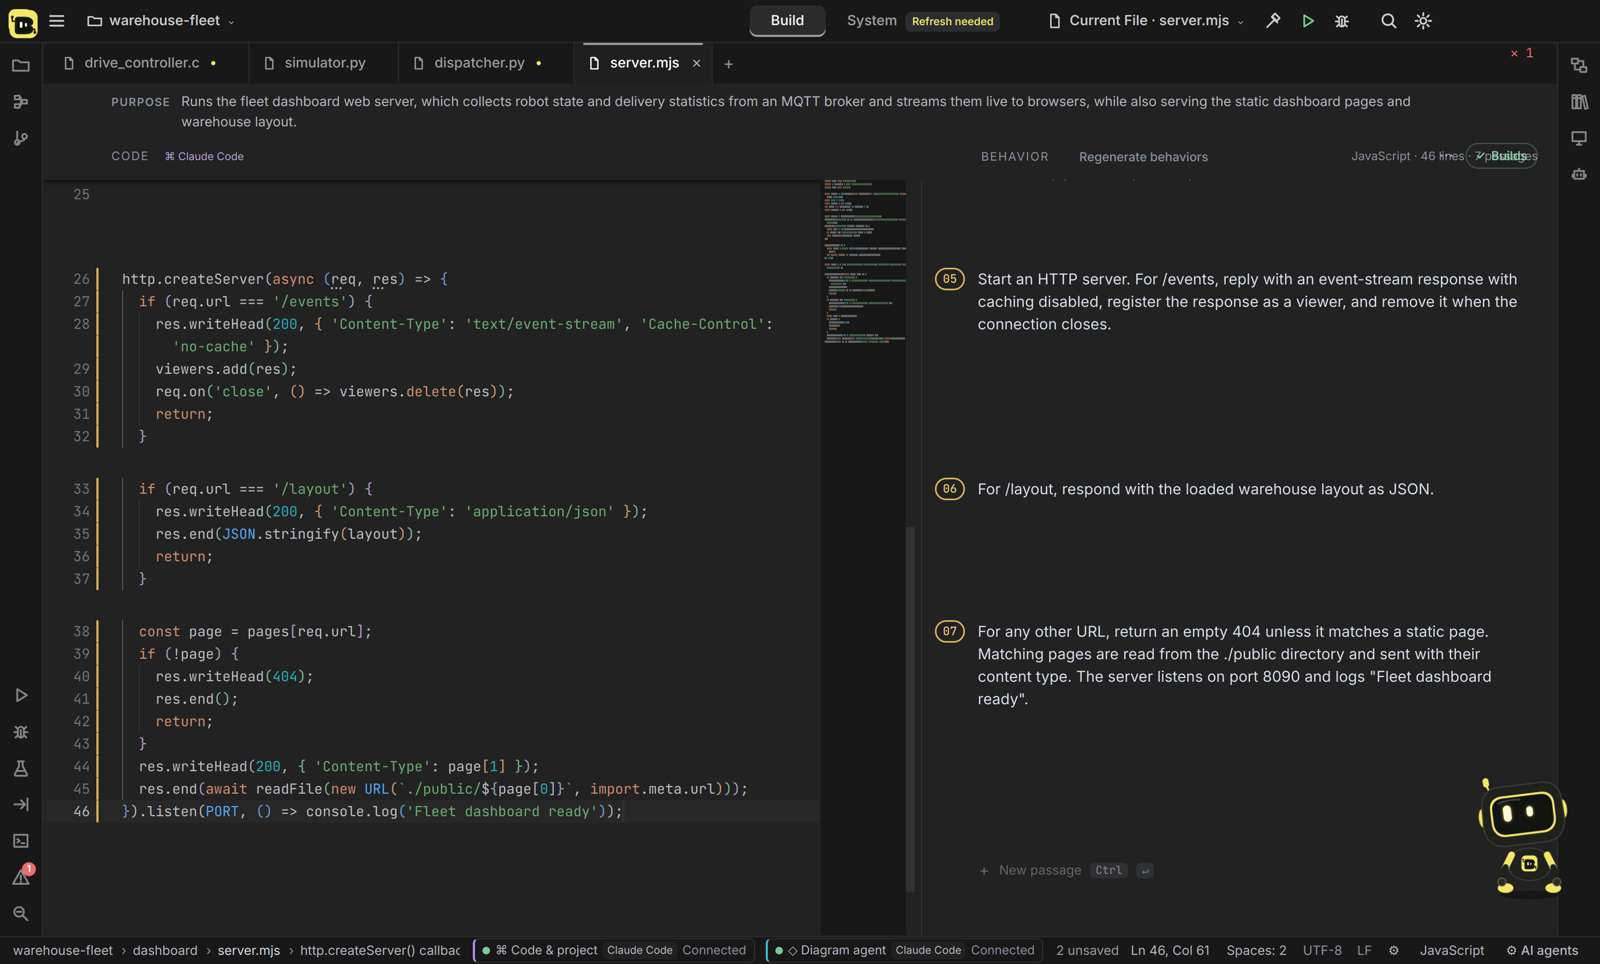 warehouse-fleet
Build
System
Refresh needed
Current File · server.mjs
drive_controller.c
simulator.py
dispatcher.py
server.mjs
× 1
PURPOSE
Runs the fleet dashboard web server, which collects robot state and delivery statistics from an MQTT broker and streams them live to browsers, while also serving the static dashboard pages and
warehouse layout.
CODE
⌘ Claude Code
BEHAVIOR
Regenerate behaviors
JavaScript · 46 lines
Builds
25
26 http.createServer(async (req, res) => {
27 if (req.url === '/events') {
28 res.writeHead(200, { 'Content-Type': 'text/event-stream', 'Cache-Control':
'no-cache' });
29 viewers.add(res);
30 req.on('close', () => viewers.delete(res));
31 return;
32 }
33 if (req.url === '/layout') {
34 res.writeHead(200, { 'Content-Type': 'application/json' });
35 res.end(JSON.stringify(layout));
36 return;
37 }
38 const page = pages[req.url];
39 if (!page) {
40 res.writeHead(404);
41 res.end();
42 return;
43 }
44 res.writeHead(200, { 'Content-Type': page[1] });
45 res.end(await readFile(new URL(`./public/${page[0]}`, import.meta.url)));
46 }).listen(PORT, () => console.log('Fleet dashboard ready'));
05 Start an HTTP server. For /events, reply with an event-stream response with
caching disabled, register the response as a viewer, and remove it when the
connection closes.
06 For /layout, respond with the loaded warehouse layout as JSON.
07 For any other URL, return an empty 404 unless it matches a static page.
Matching pages are read from the ./public directory and sent with their
content type. The server listens on port 8090 and logs "Fleet dashboard
ready".
+ New passage Ctrl ↵
1
warehouse-fleet › dashboard › server.mjs › http.createServer() callbac
⌘ Code & project Claude Code Connected
◇ Diagram agent Claude Code Connected
2 unsaved
Ln 46, Col 61
Spaces: 2
UTF-8
LF
JavaScript
AI agents